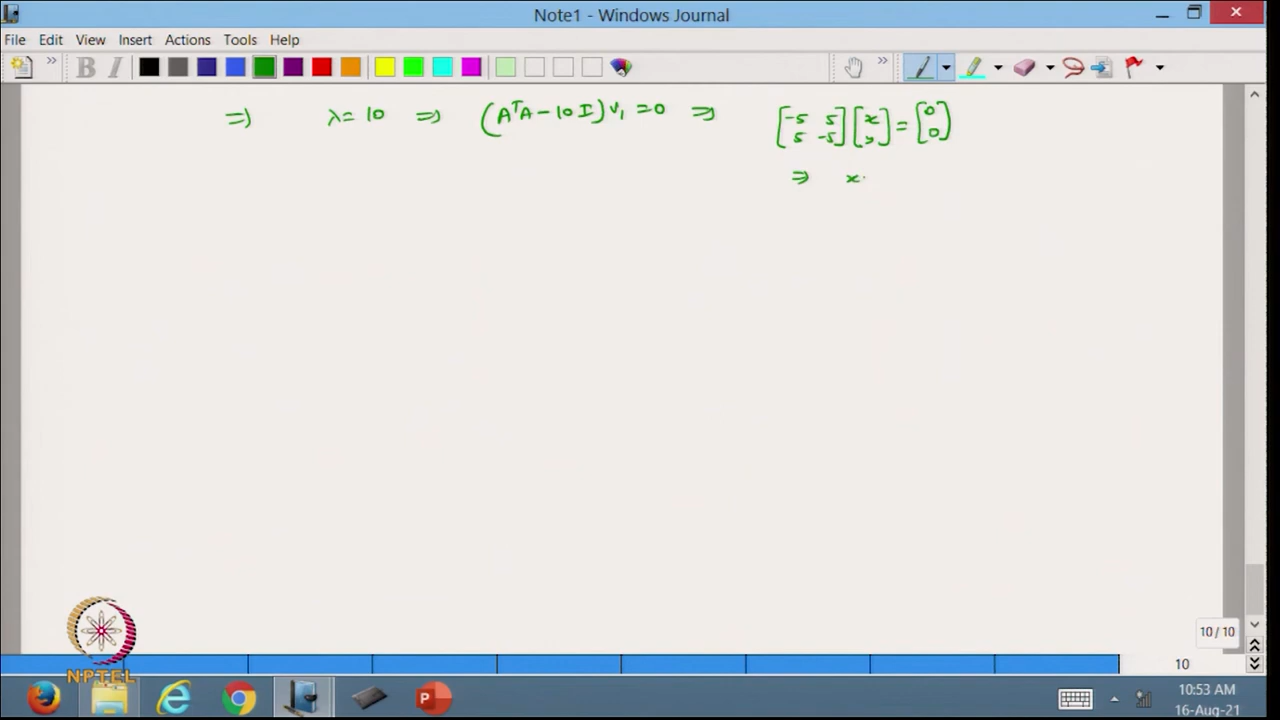 Note1 - Windows Journal
File Edit View Insert Actions Tools Help
B I
⇒ λ = 10 ⇒ (AᵀA - 10 I) v₁ = 0 ⇒ [-5 5; 5 -5] [x; y] = [0; 0]
⇒ x
10 / 10
10
NPTEL
10:53 AM
16-Aug-21